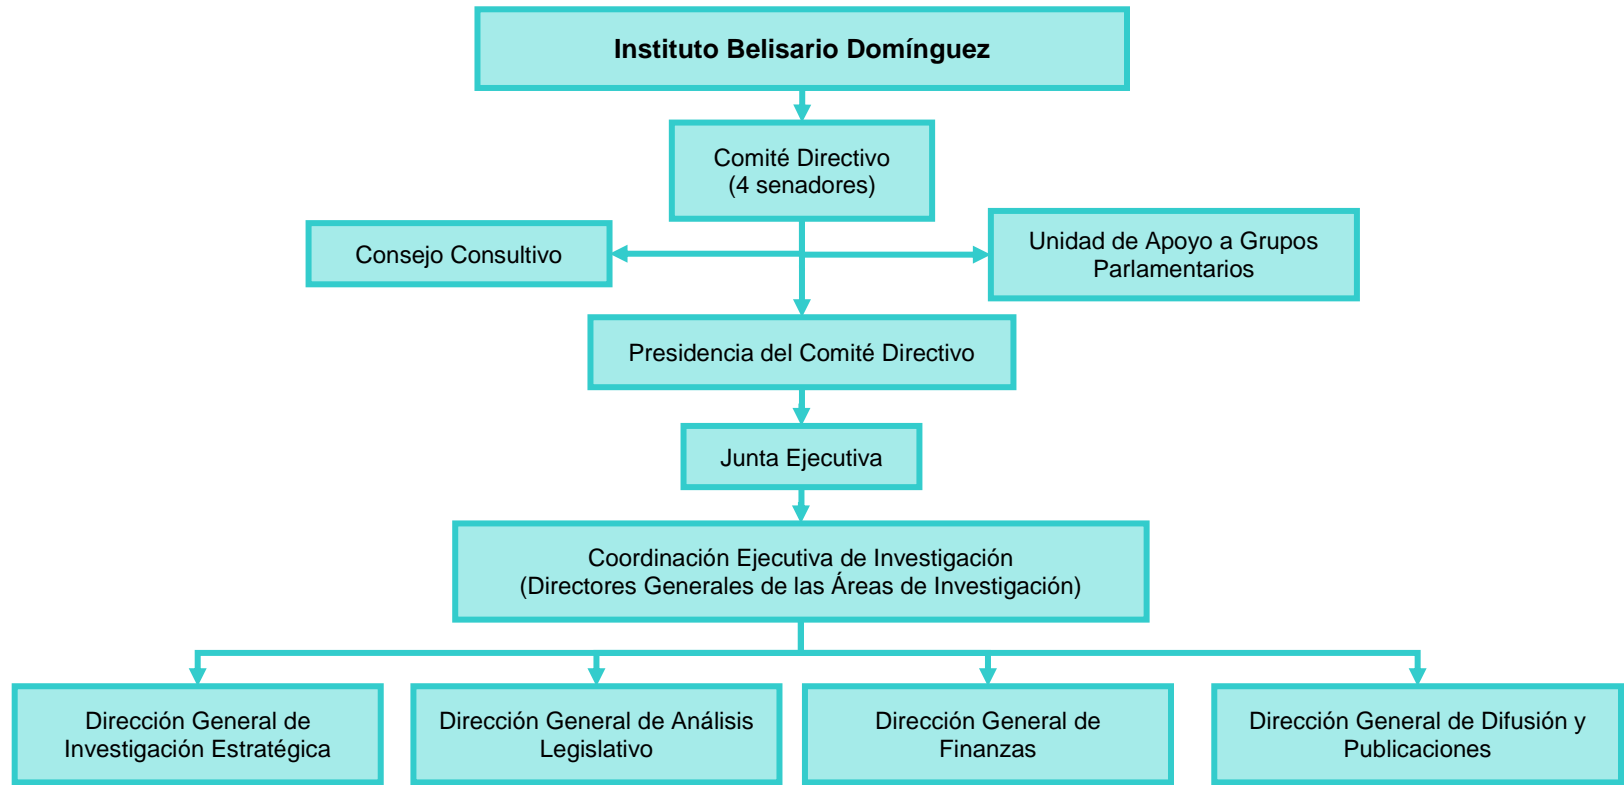 Instituto Belisario Domínguez
Comité Directivo
(4 senadores)
Consejo Consultivo
Unidad de Apoyo a Grupos
Parlamentarios
Presidencia del Comité Directivo
Junta Ejecutiva
Coordinación Ejecutiva de Investigación
(Directores Generales de las Áreas de Investigación)
Dirección General de
Investigación Estratégica
Dirección General de Análisis
Legislativo
Dirección General de
Finanzas
Dirección General de Difusión y
Publicaciones